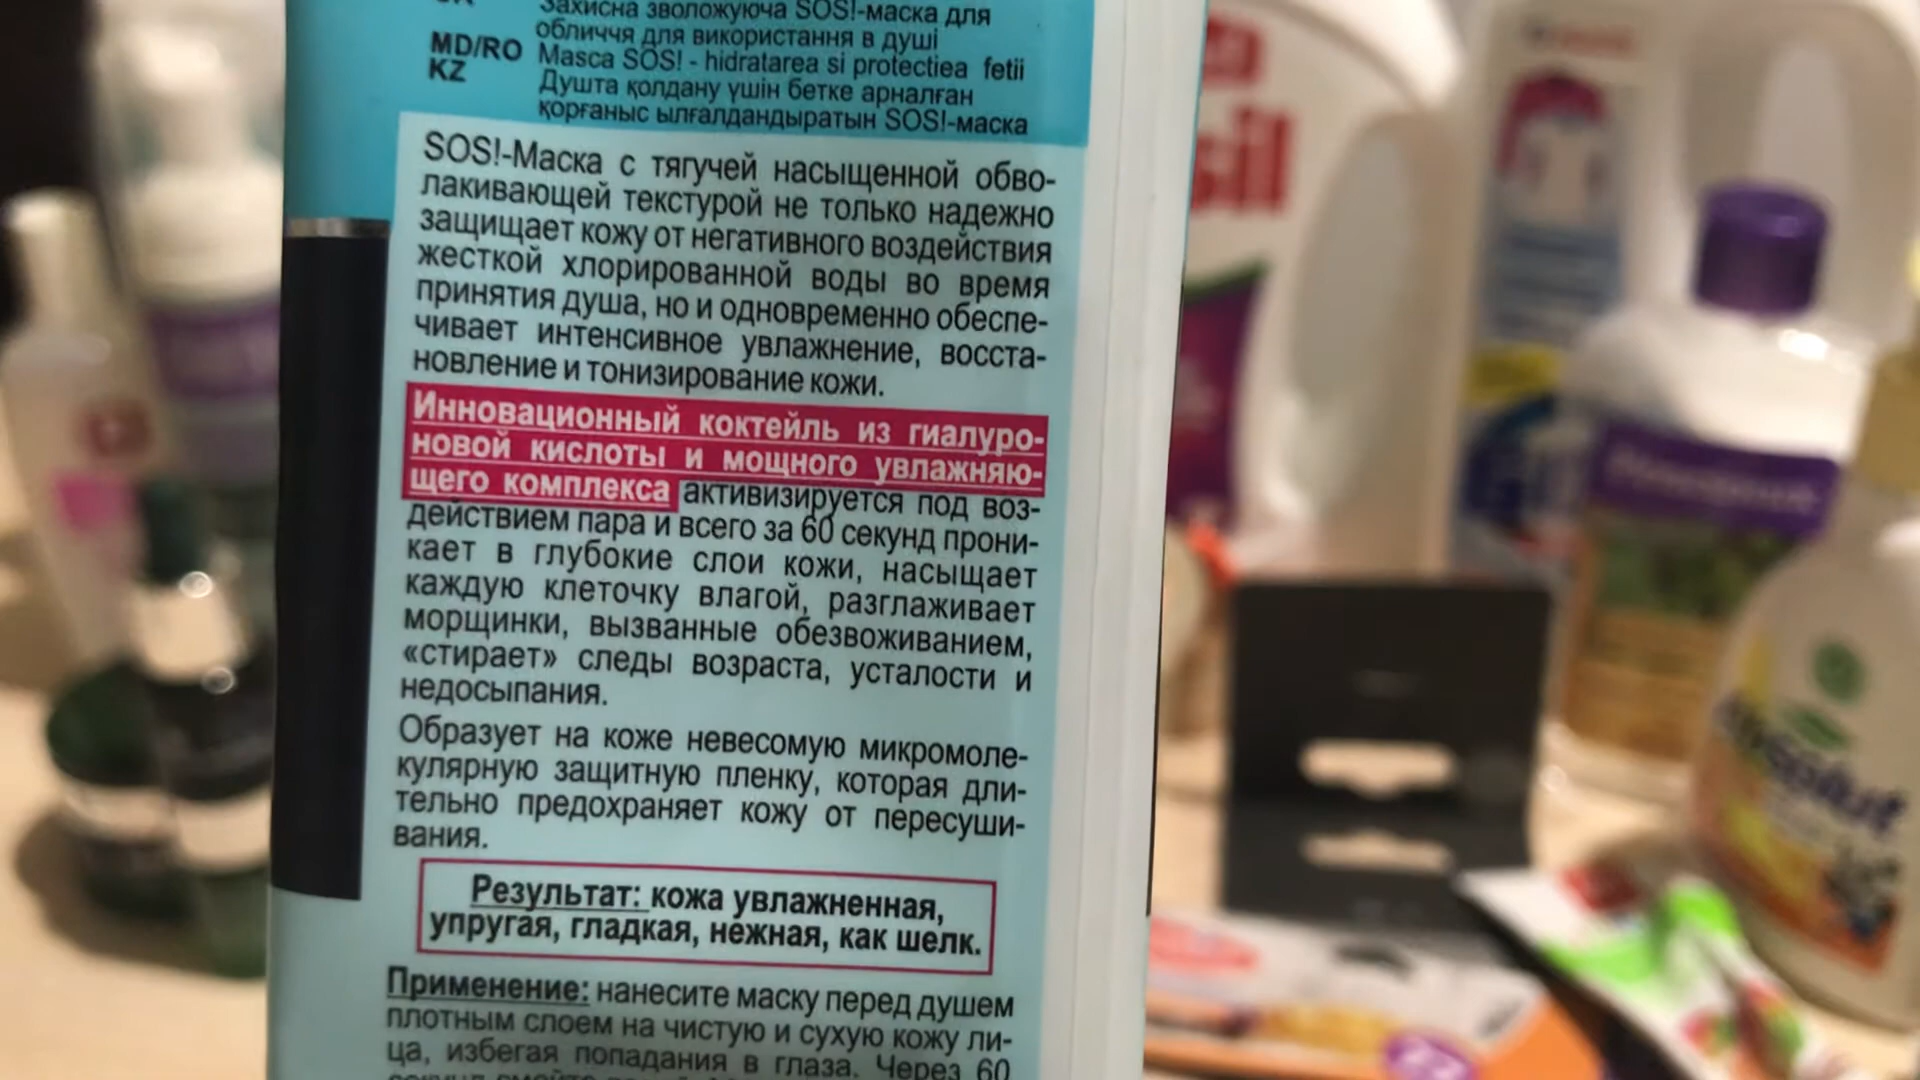 Захисна зволожуюча SOS!-маска для
обличчя для використання в душі
MD/RO Masca SOS! - hidratarea si protectiea fetii
KZ Душта қолдану үшін бетке арналған
қорғаныс ылғалдандыратын SOS!-маска
SOS!-Маска с тягучей насыщенной обво-
лакивающей текстурой не только надежно
защищает кожу от негативного воздействия
жесткой хлорированной воды во время
принятия душа, но и одновременно обеспе-
чивает интенсивное увлажнение, восста-
новление и тонизирование кожи.
Инновационный коктейль из гиалуро-
новой кислоты и мощного увлажняю-
щего комплекса активизируется под воз-
действием пара и всего за 60 секунд прони-
кает в глубокие слои кожи, насыщает
каждую клеточку влагой, разглаживает
морщинки, вызванные обезвоживанием,
«стирает» следы возраста, усталости и
недосыпания.
Образует на коже невесомую микромоле-
кулярную защитную пленку, которая дли-
тельно предохраняет кожу от пересуши-
вания.
Результат: кожа увлажненная,
упругая, гладкая, нежная, как шелк.
Применение: нанесите маску перед душем
плотным слоем на чистую и сухую кожу ли-
ца, избегая попадания в глаза. Через 60